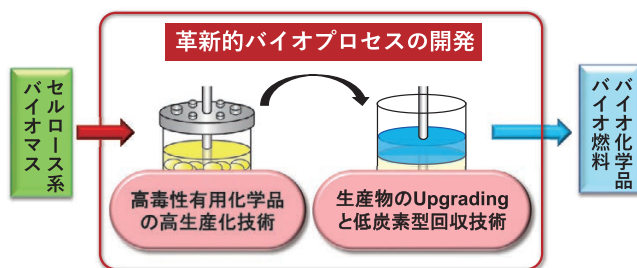 革新的バイオプロセスの開発
セルロース系
バイオマス
高毒性有用化学品
の高生産化技術
生産物のUpgrading
と低炭素型回収技術
バイオ化学品
バイオ燃料